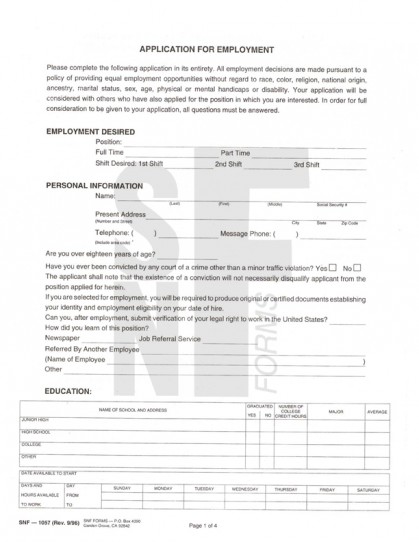 APPLICATION FOR EMPLOYMENT
Please complete the following application in its entirety. All employment decisions are made pursuant to a
policy of providing equal employment opportunities without regard to race, color, religion, national origin,
ancestry, marital status, sex, age, physical or mental handicaps or disability. Your application will be
considered with others who have also applied for the position in which you are interested. In order for full
consideration to be given to your application, all questions must be answered.
EMPLOYMENT DESIRED
Position:
Full Time Part Time
Shift Desired: 1st Shift 2nd Shift 3rd Shift
PERSONAL INFORMATION
Name:
(Last) (First) (Middle) Social Security #
Present Address
(Number and Street) City State Zip Code
Telephone: ( ) Message Phone: ( )
(Include area code)
Are you over eighteen years of age?
Have you ever been convicted by any court of a crime other than a minor traffic violation? Yes No
The applicant shall note that the existence of a conviction will not necessarily disqualify applicant from the
position applied for herein.
If you are selected for employment, you will be required to produce original or certified documents establishing
your identity and employment eligibility on your date of hire.
Can you, after employment, submit verification of your legal right to work in the United States?
How did you learn of this position?
Newspaper Job Referral Service
Referred By Another Employee
(Name of Employee )
Other
SNF FORMS
EDUCATION:
NAME OF SCHOOL AND ADDRESS GRADUATED YES NO NUMBER OF COLLEGE CREDIT HOURS MAJOR AVERAGE
JUNIOR HIGH
HIGH SCHOOL
COLLEGE
OTHER
DATE AVAILABLE TO START
DAYS AND DAY SUNDAY MONDAY TUESDAY WEDNESDAY THURSDAY FRIDAY SATURDAY
HOURS AVAILABLE FROM
TO WORK TO
SNF — 1057 (Rev. 9/96) SNF FORMS — P.O. Box
Garden Grove, CA Page 1 of 4